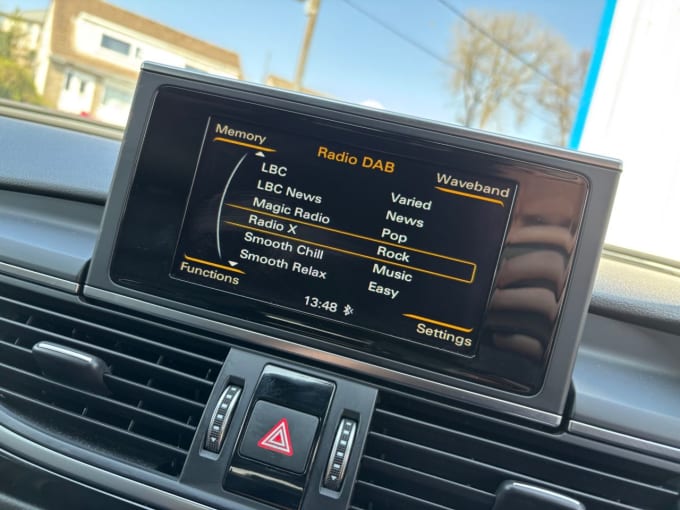 Memory
Radio DAB
Waveband
LBC Varied
LBC News News
Magic Radio Pop
Radio X Rock
Smooth Chill Music
Smooth Relax Easy
Functions
13:48
Settings